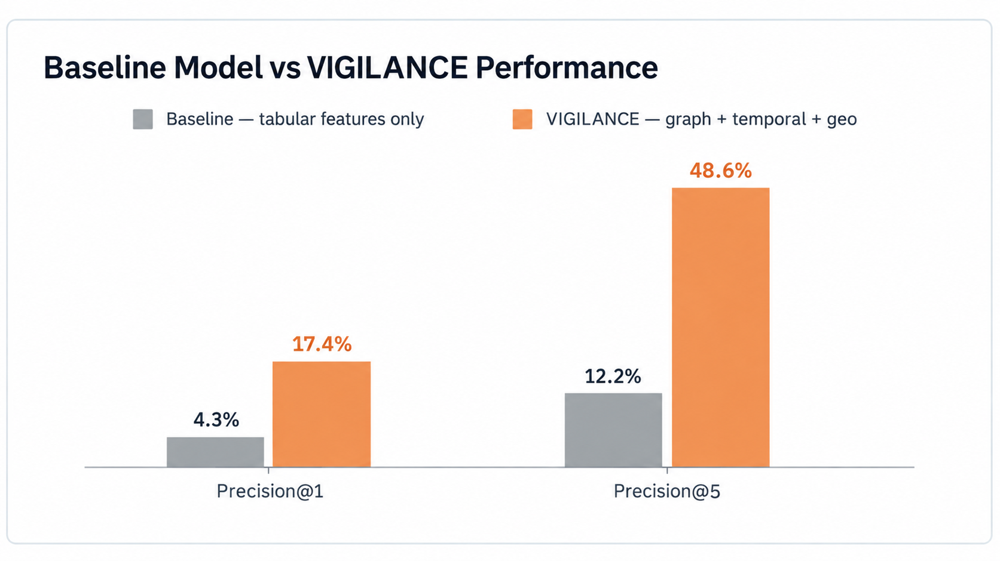 Baseline Model vs VIGILANCE Performance
Baseline — tabular features only
VIGILANCE — graph + temporal + geo
4.3%
17.4%
12.2%
48.6%
Precision@1
Precision@5